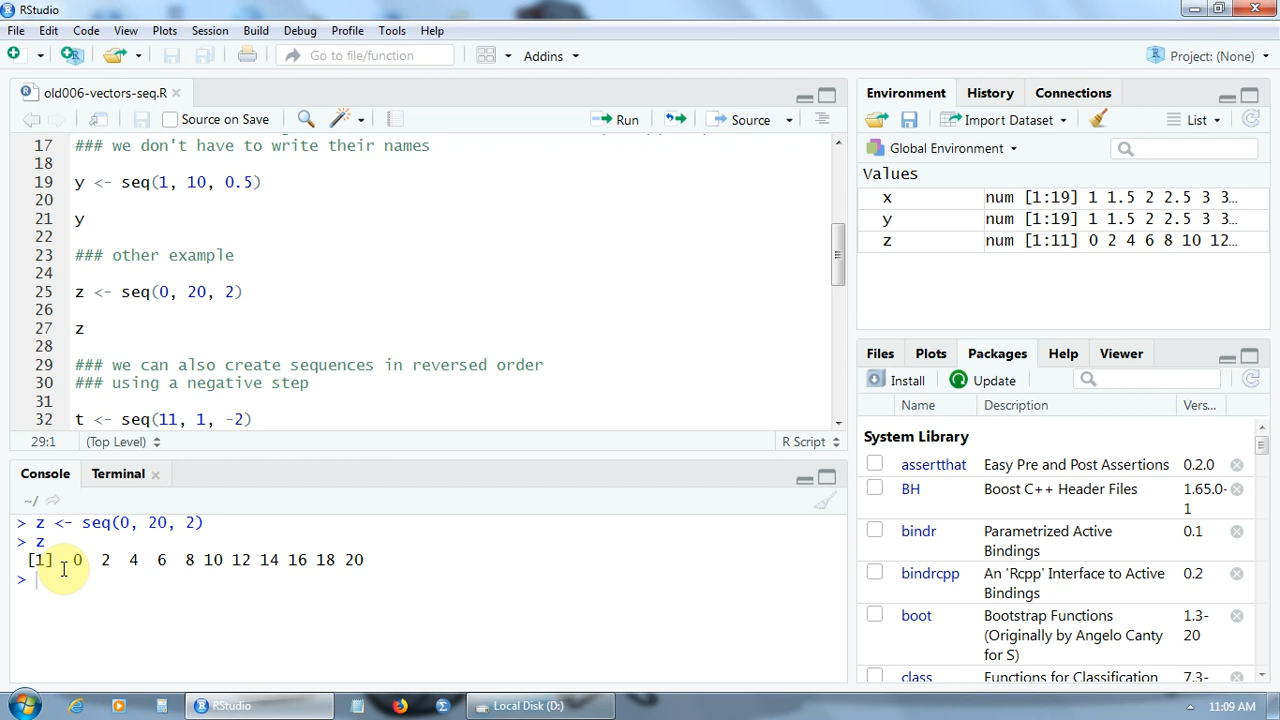 RStudio
File Edit Code View Plots Session Build Debug Profile Tools Help
Go to file/function Addins Project: (None)
old006-vectors-seq.R
Source on Save Run Source
17 ### we don't have to write their names
18
19 y <- seq(1, 10, 0.5)
20
21 y
22
23 ### other example
24
25 z <- seq(0, 20, 2)
26
27 z
28
29 ### we can also create sequences in reversed order
30 ### using a negative step
31
32 t <- seq(11, 1, -2)
29:1 (Top Level) R Script
Console Terminal
~/
> z <- seq(0, 20, 2)
> z
[1] 0 2 4 6 8 10 12 14 16 18 20
>
Environment History Connections
Import Dataset List
Global Environment
Values
x num [1:19] 1 1.5 2 2.5 3 3…
y num [1:19] 1 1.5 2 2.5 3 3…
z num [1:11] 0 2 4 6 8 10 12…
Files Plots Packages Help Viewer
Install Update
Name Description Vers…
System Library
assertthat Easy Pre and Post Assertions 0.2.0
BH Boost C++ Header Files 1.65.0-
1
bindr Parametrized Active 0.1
Bindings
bindrcpp An 'Rcpp' Interface to Active 0.2
Bindings
boot Bootstrap Functions 1.3-
(Originally by Angelo Canty 20
for S)
class Functions for Classification 7.3-
RStudio Local Disk (D:) 11:09 AM